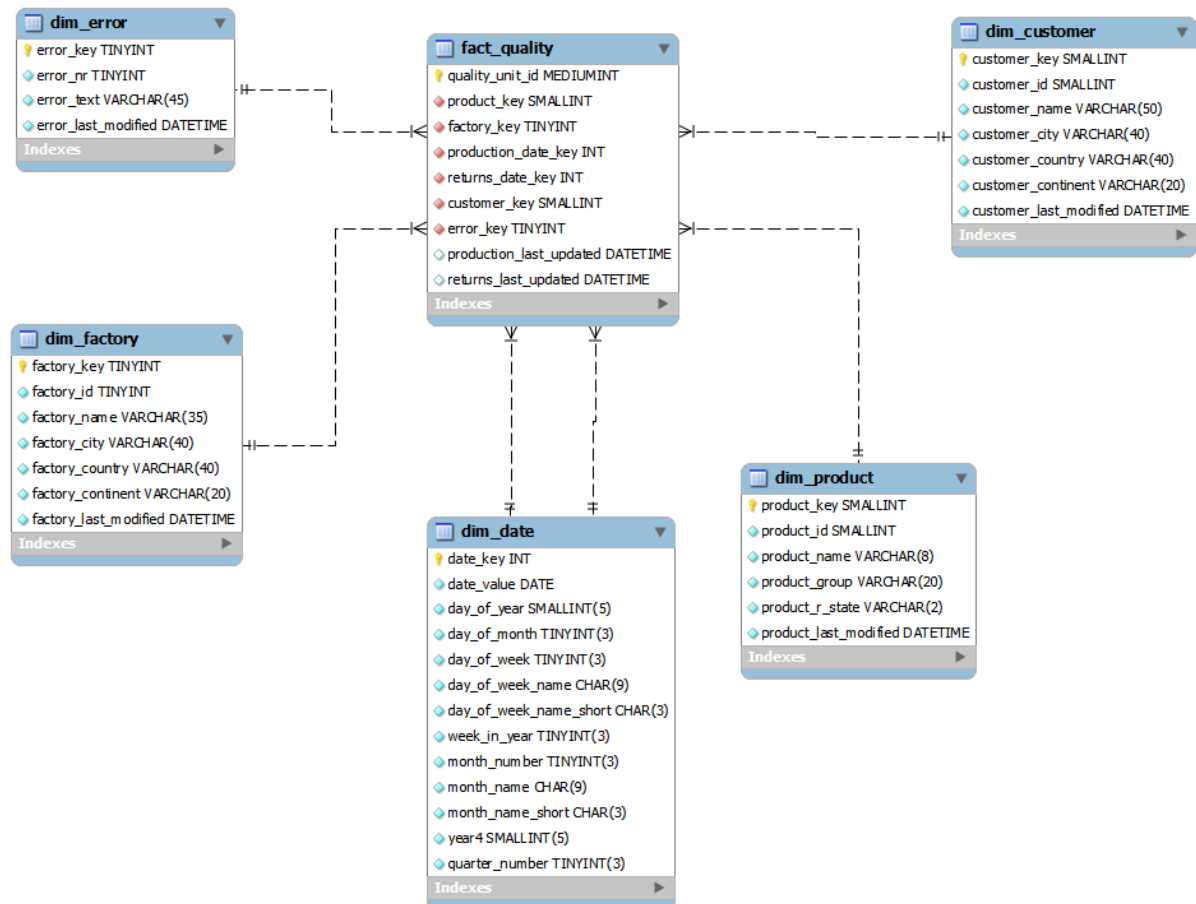 dim_error
error_key TINYINT
error_nr TINYINT
error_text VARCHAR(45)
error_last_modified DATETIME
Indexes
fact_quality
quality_unit_id MEDIUMINT
product_key SMALLINT
factory_key TINYINT
production_date_key INT
returns_date_key INT
customer_key SMALLINT
error_key TINYINT
production_last_updated DATETIME
returns_last_updated DATETIME
Indexes
dim_customer
customer_key SMALLINT
customer_id SMALLINT
customer_name VARCHAR(50)
customer_city VARCHAR(40)
customer_country VARCHAR(40)
customer_continent VARCHAR(20)
customer_last_modified DATETIME
Indexes
dim_factory
factory_key TINYINT
factory_id TINYINT
factory_name VARCHAR(35)
factory_city VARCHAR(40)
factory_country VARCHAR(40)
factory_continent VARCHAR(20)
factory_last_modified DATETIME
Indexes
dim_date
date_key INT
date_value DATE
day_of_year SMALLINT(5)
day_of_month TINYINT(3)
day_of_week TINYINT(3)
day_of_week_name CHAR(9)
day_of_week_name_short CHAR(3)
week_in_year TINYINT(3)
month_number TINYINT(3)
month_name CHAR(9)
month_name_short CHAR(3)
year4 SMALLINT(5)
quarter_number TINYINT(3)
Indexes
dim_product
product_key SMALLINT
product_id SMALLINT
product_name VARCHAR(8)
product_group VARCHAR(20)
product_r_state VARCHAR(2)
product_last_modified DATETIME
Indexes